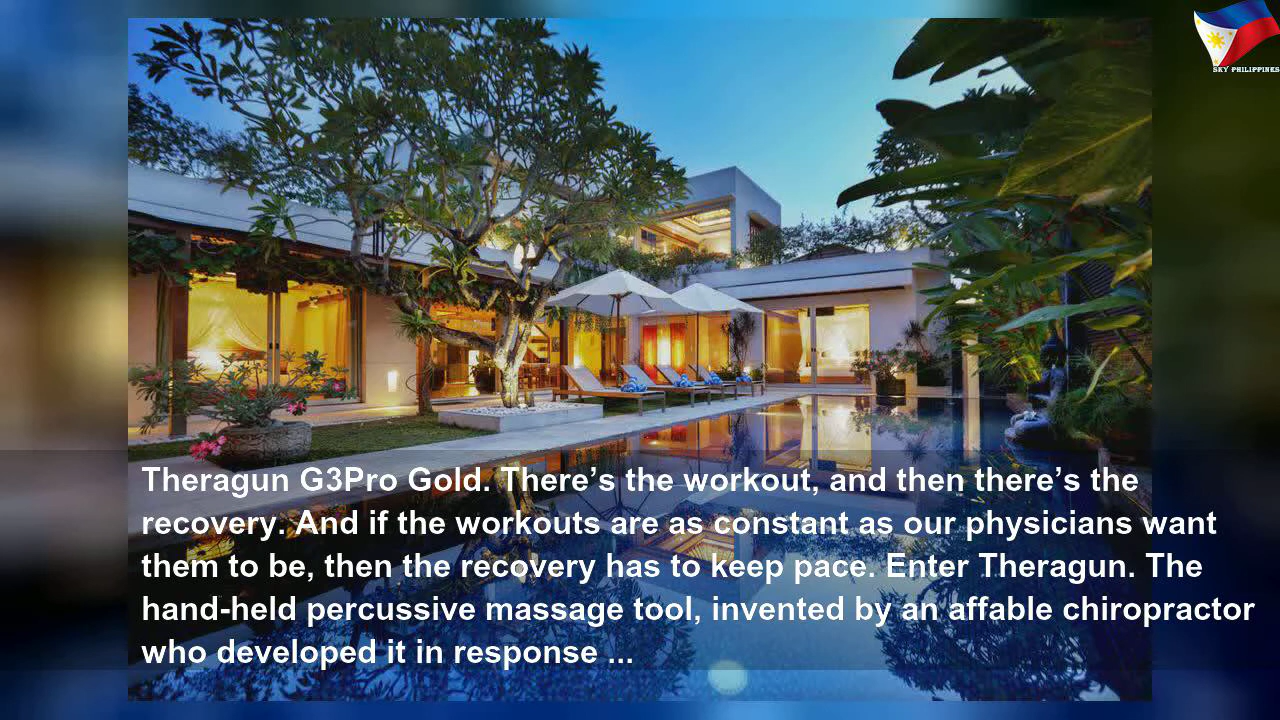 SKY PHILIPPINES
Theragun G3Pro Gold. There’s the workout, and then there’s the
recovery. And if the workouts are as constant as our physicians want
them to be, then the recovery has to keep pace. Enter Theragun. The
hand-held percussive massage tool, invented by an affable chiropractor
who developed it in response ...